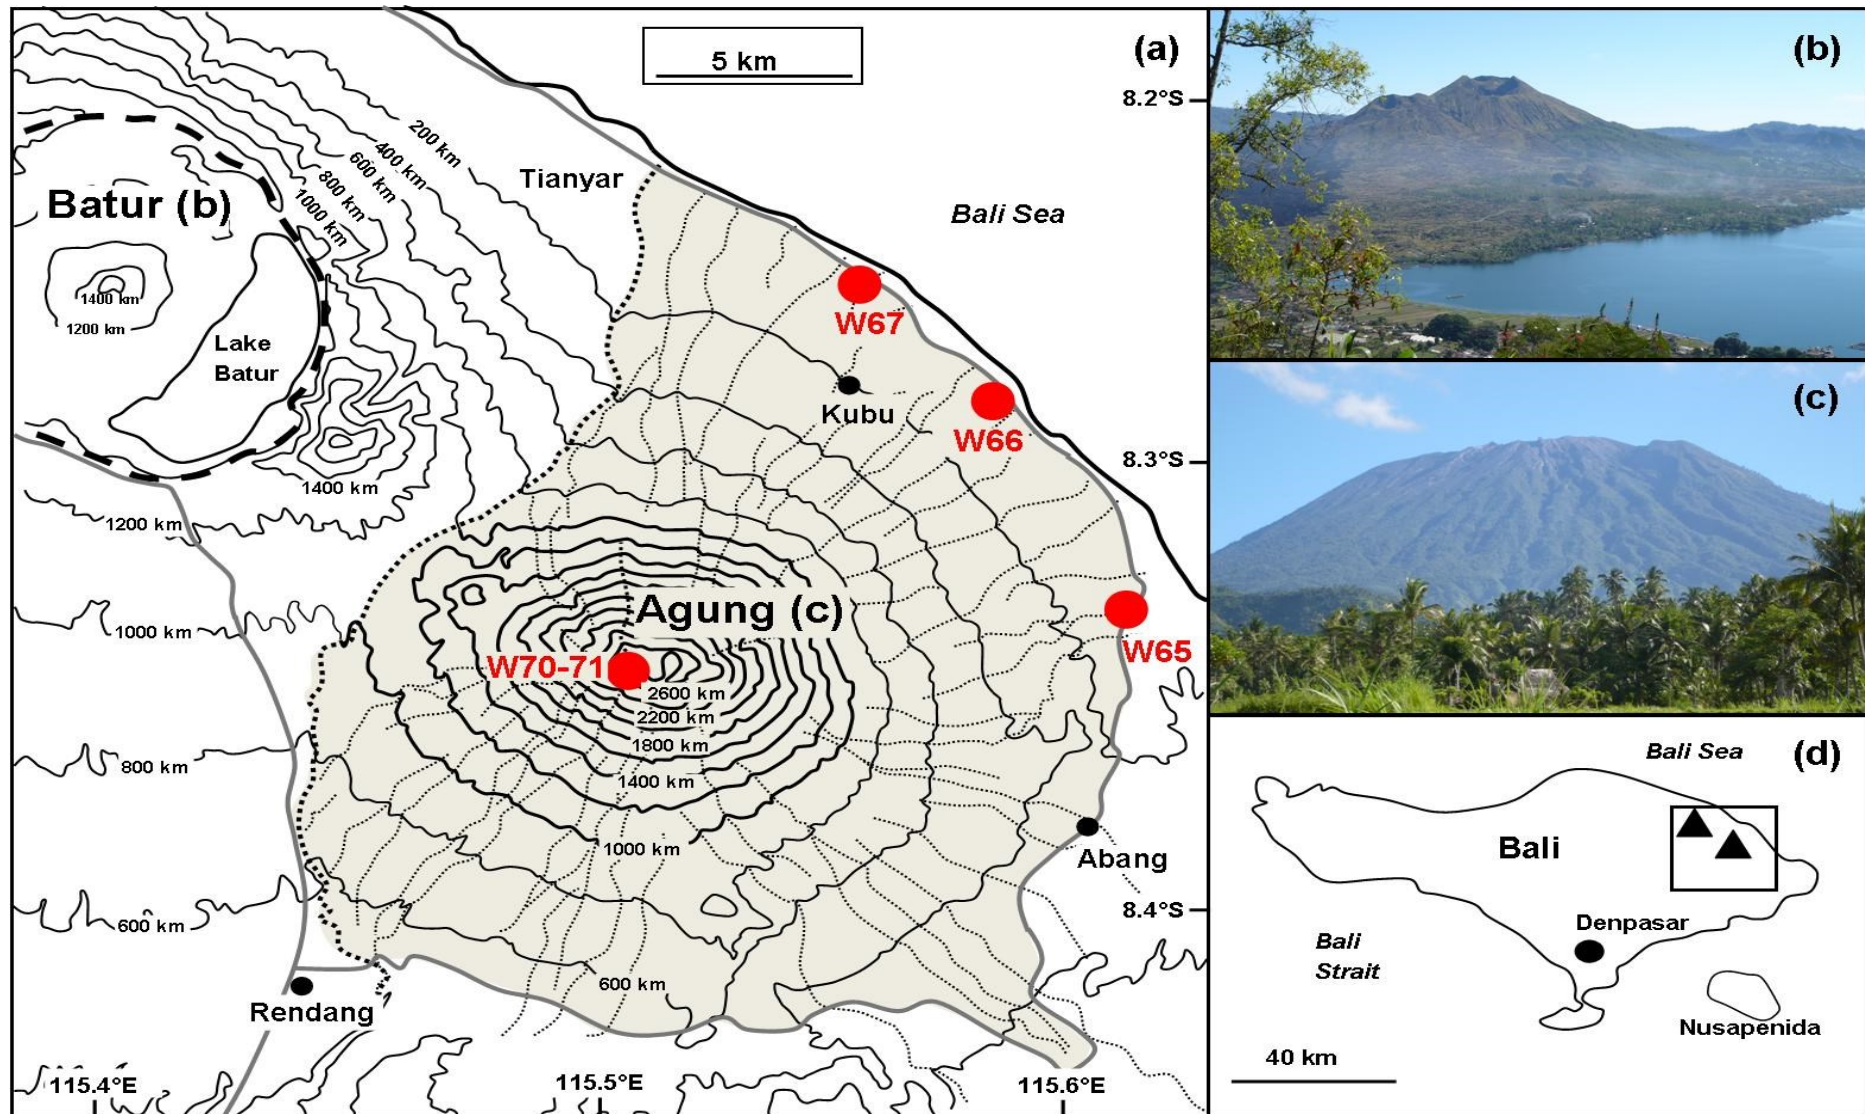 5 km
(a)
8.2°S
200 km
400 km
600 km
800 km
1000 km
Tianyar
Bali Sea
Batur (b)
1400 km
1200 km
W67
Lake
Batur
Kubu
W66
8.3°S
1400 km
1200 km
Agung (c)
1000 km
W65
W70-71
2600 km
2200 km
1800 km
800 km
1400 km
1000 km
Abang
8.4°S
600 km
600 km
Rendang
115.4°E
115.5°E
115.6°E
(b)
(c)
Bali Sea
(d)
Bali
Denpasar
Bali
Strait
Nusapenida
40 km